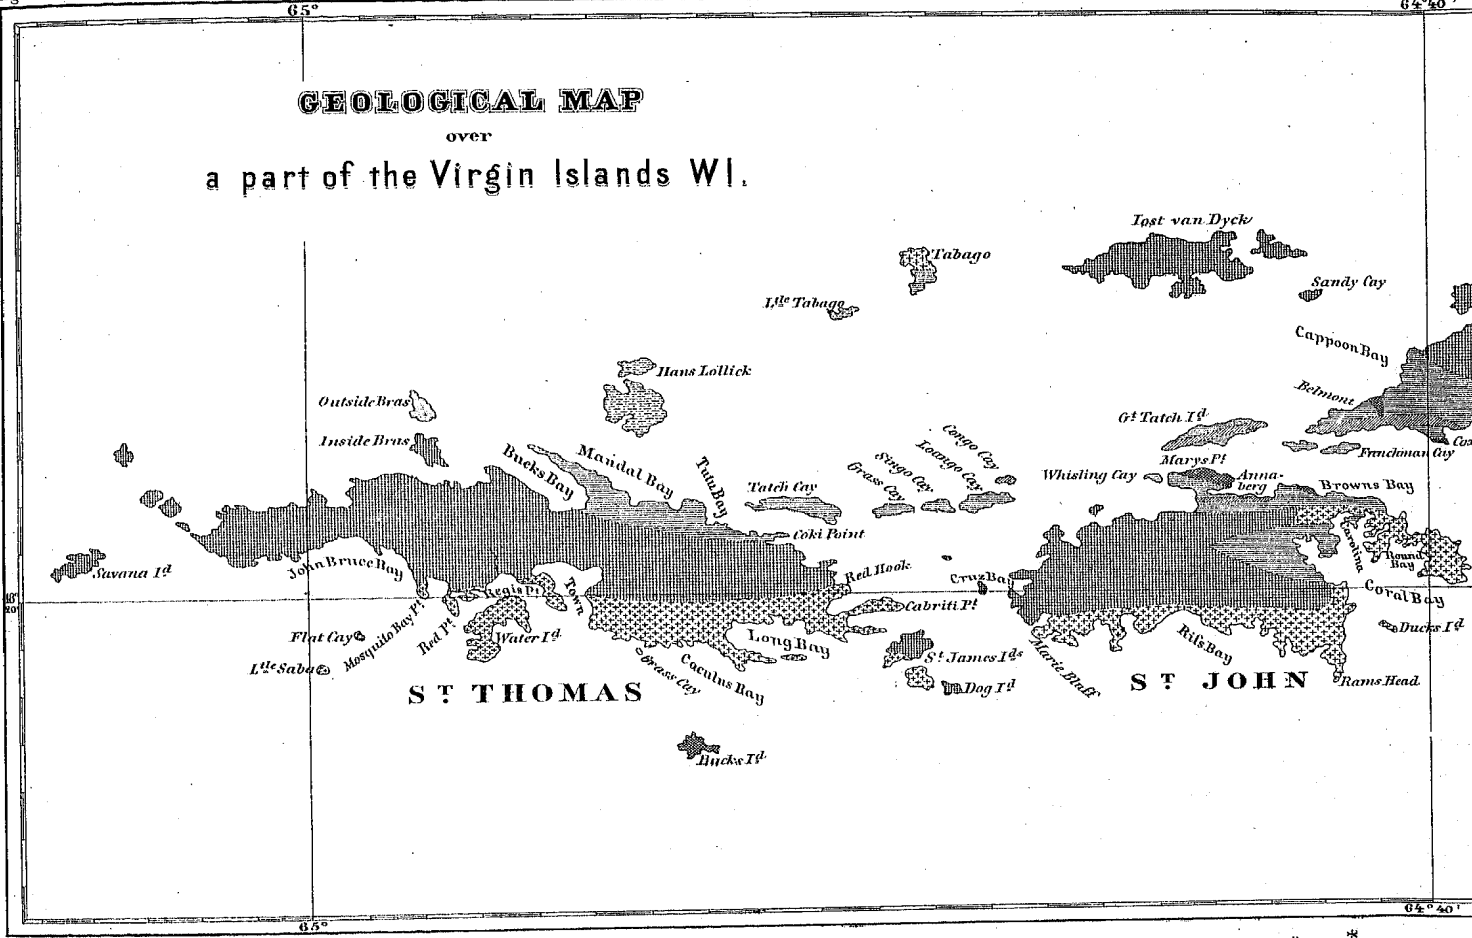 65°
64°40'
GEOLOGICAL MAP
over
a part of the Virgin Islands WI.
Iost van Dyck
Tabago
Sandy Cay
Ltle Tabago
Cappoon Bay
Hans Lollick
Belmont
Outside Bras
Gt Tatch Id
Inside Bras
Congo Cay
Loango Cay
Singo Cay
Grass Cay
Frenchman Cay
Marys Pt
Bucks Bay
Mandal Bay
Tutu Bay
Whisling Cay
Anna-
berg
Browns Bay
Tatch Cay
Coki Point
Carolina
Round
Bay
John Bruce Bay
Savana Id
Red Hook
Cruz Bay
Regis Pt
Town
Coral Bay
Cabriti Pt
Mosquito Bay Pt
Red Pt
Flat Cay
Water Id
Long Bay
Ducks Id
Rifs Bay
Ltle Saba
Grass Cay
Coculus Bay
St James Ids
Marie Bluff
Dog Id
Rams Head
ST THOMAS
ST JOHN
Bucks Id
65°
64°40'